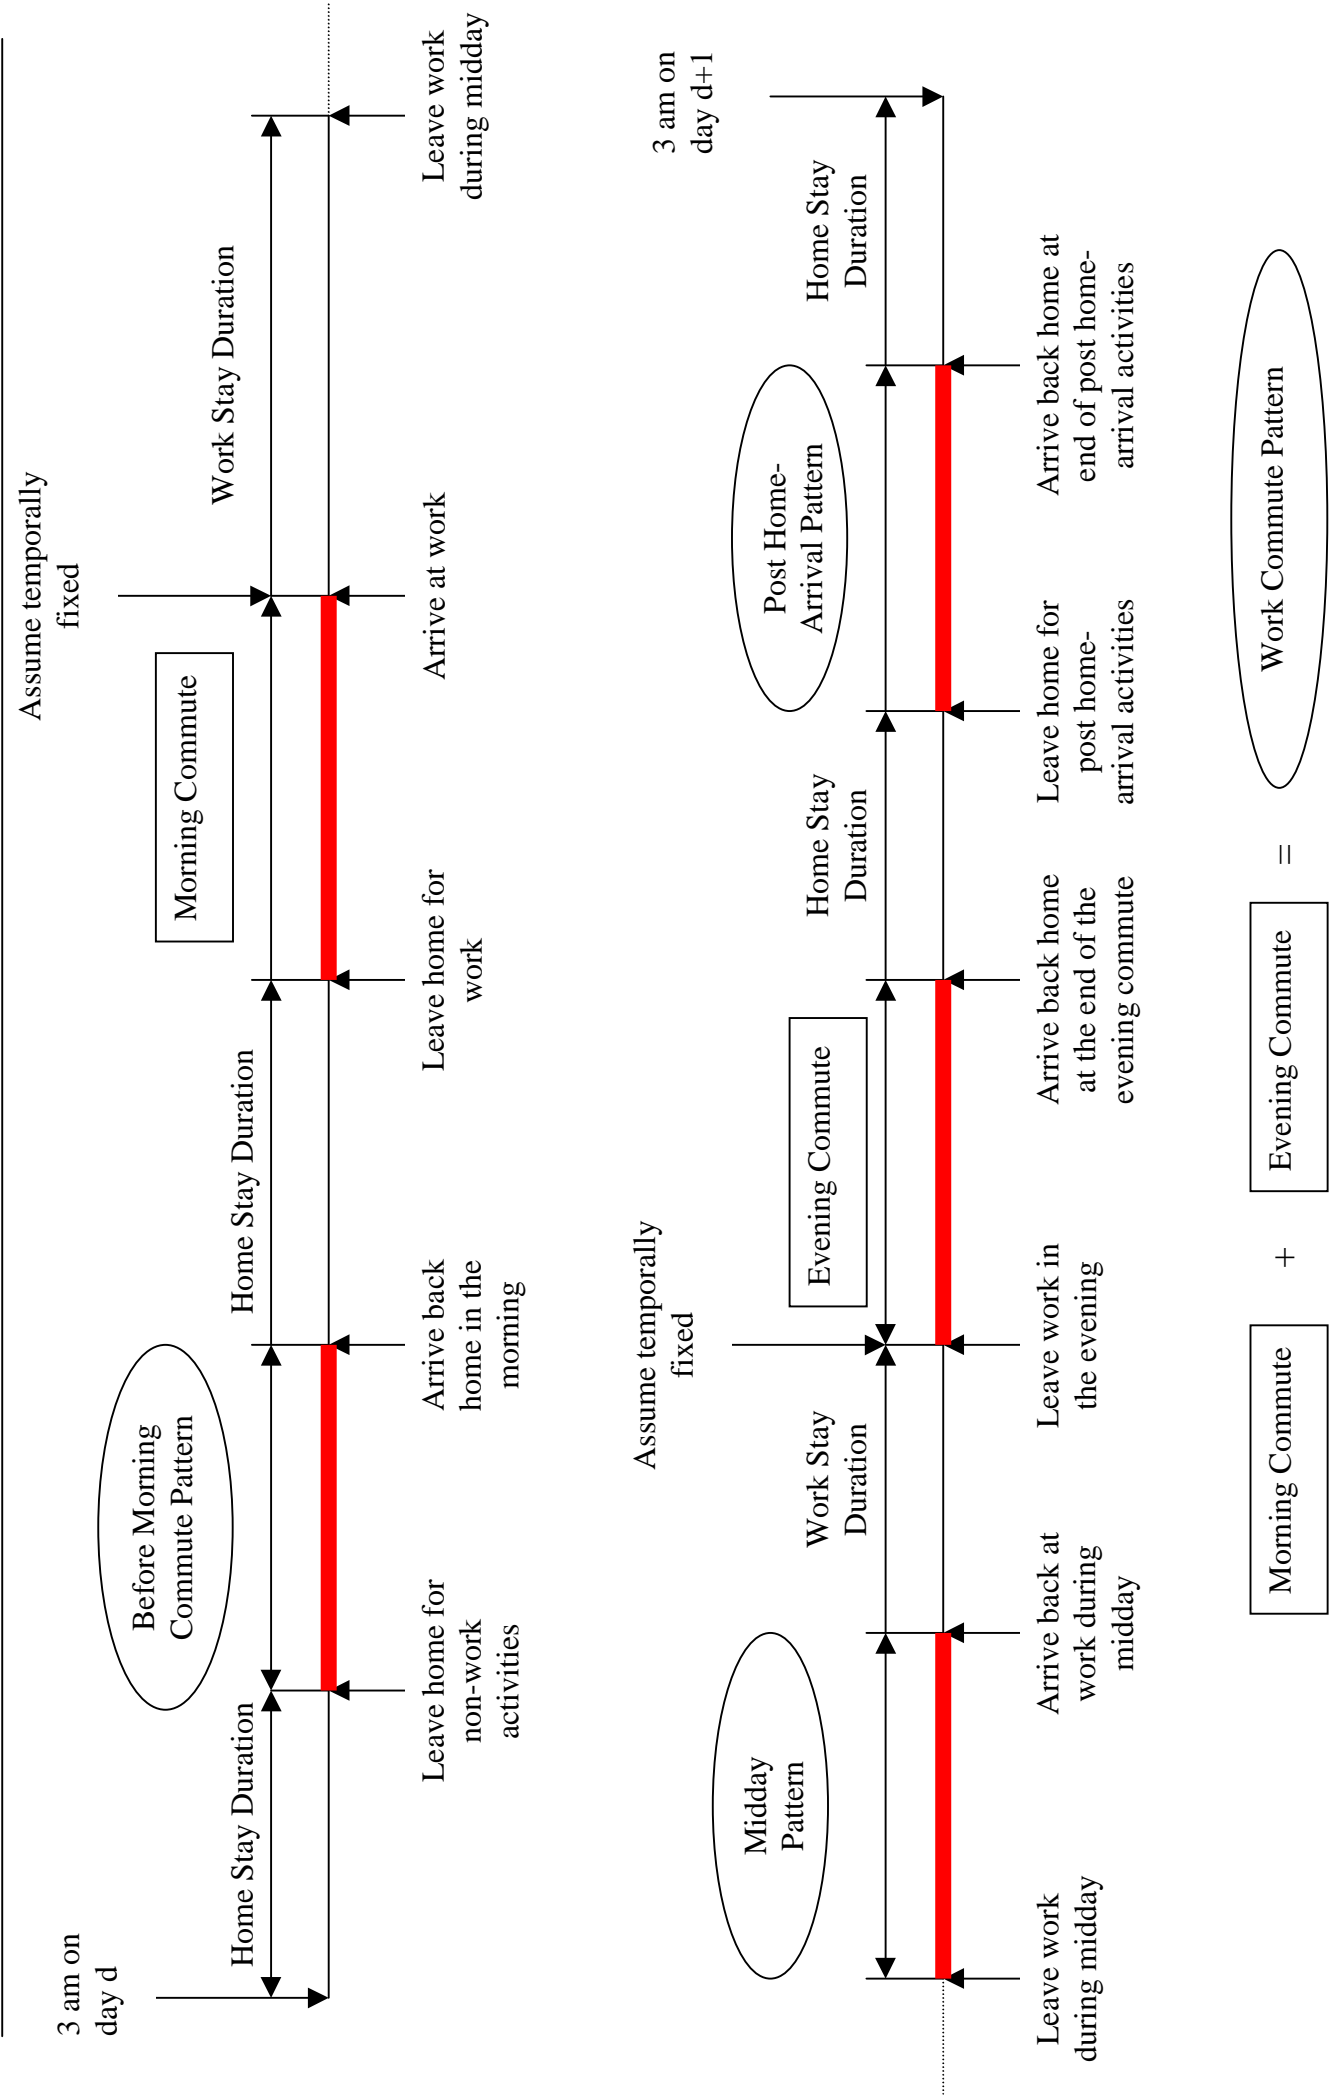 3 am on
day d
Home Stay Duration
Before Morning
Commute Pattern
Home Stay Duration
Morning Commute
Assume temporally
fixed
Work Stay Duration
Leave home for
non-work
activities
Arrive back
home in the
morning
Leave home for
work
Arrive at work
Leave work
during midday
Midday
Pattern
Work Stay
Duration
Assume temporally
fixed
Evening Commute
Home Stay
Duration
Post Home-
Arrival Pattern
Home Stay
Duration
3 am on
day d+1
Leave work
during midday
Arrive back at
work during
midday
Leave work in
the evening
Arrive back home
at the end of the
evening commute
Leave home for
post home-
arrival activities
Arrive back home at
end of post home-
arrival activities
Morning Commute + Evening Commute = Work Commute Pattern